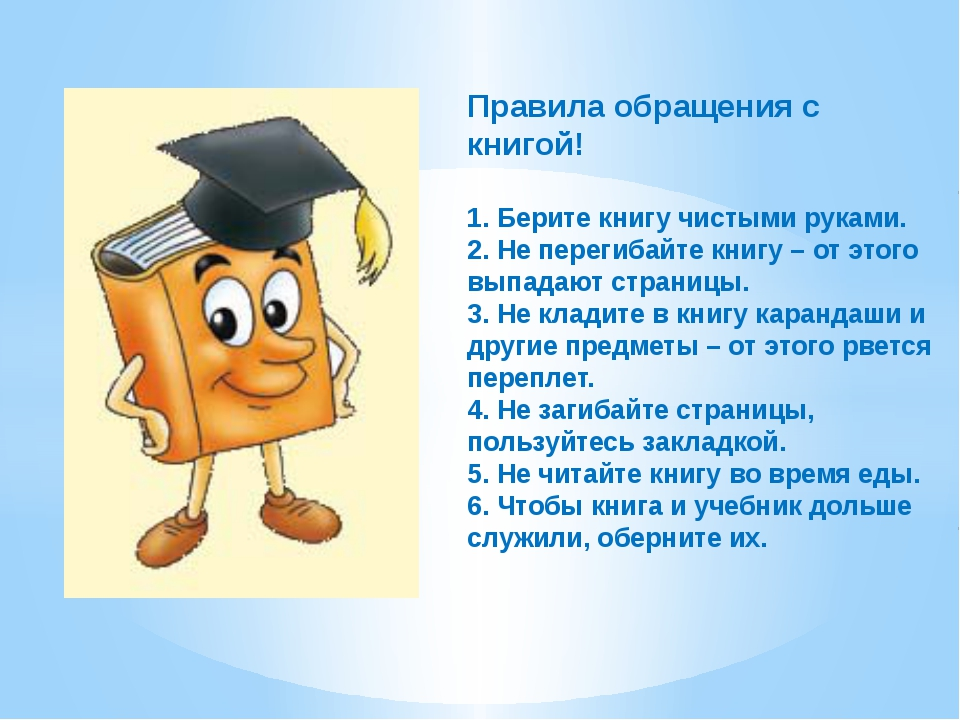 Правила обращения с
книгой!
1. Берите книгу чистыми руками.
2. Не перегибайте книгу – от этого
выпадают страницы.
3. Не кладите в книгу карандаши и
другие предметы – от этого рвется
переплет.
4. Не загибайте страницы,
пользуйтесь закладкой.
5. Не читайте книгу во время еды.
6. Чтобы книга и учебник дольше
служили, оберните их.